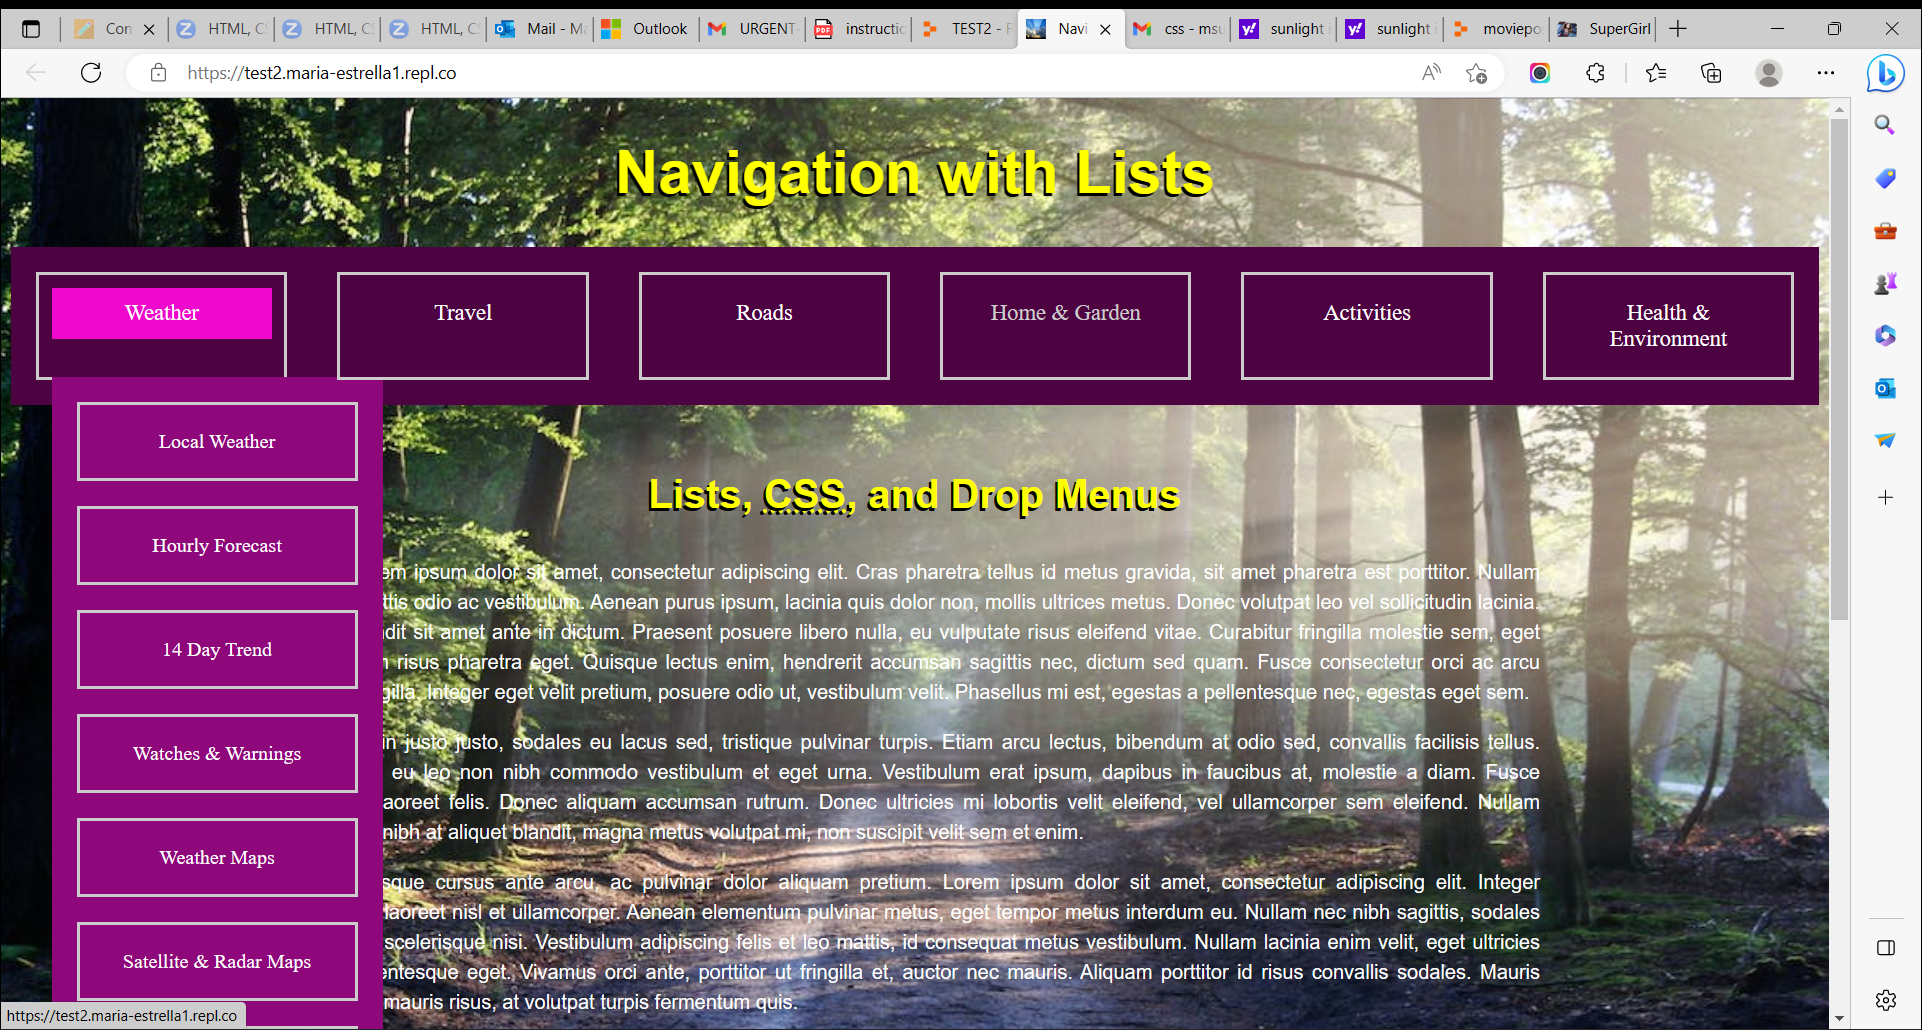 Con
HTML, CS
HTML, CS
HTML, CS
Mail - Ma
Outlook
URGENT
instructio
TEST2 - R
Navi
css - msu
sunlight i
sunlight i
moviepo
SuperGirl
https://test2.maria-estrella1.repl.co
Navigation with Lists
Weather
Travel
Roads
Home & Garden
Activities
Health &
Environment
Local Weather
Hourly Forecast
14 Day Trend
Watches & Warnings
Weather Maps
Satellite & Radar Maps
Lists, CSS, and Drop Menus
em ipsum dolor sit amet, consectetur adipiscing elit. Cras pharetra tellus id metus gravida, sit amet pharetra est porttitor. Nullam
ttis odio ac vestibulum. Aenean purus ipsum, lacinia quis dolor non, mollis ultrices metus. Donec volutpat leo vel sollicitudin lacinia.
dit sit amet ante in dictum. Praesent posuere libero nulla, eu vulputate risus eleifend vitae. Curabitur fringilla molestie sem, eget
risus pharetra eget. Quisque lectus enim, hendrerit accumsan sagittis nec, dictum sed quam. Fusce consectetur orci ac arcu
gilla. Integer eget velit pretium, posuere odio ut, vestibulum velit. Phasellus mi est, egestas a pellentesque nec, egestas eget sem.
in justo justo, sodales eu lacus sed, tristique pulvinar turpis. Etiam arcu lectus, bibendum at odio sed, convallis facilisis tellus.
eu leo non nibh commodo vestibulum et eget urna. Vestibulum erat ipsum, dapibus in faucibus at, molestie a diam. Fusce
aoreet felis. Donec aliquam accumsan rutrum. Donec ultricies mi lobortis velit eleifend, vel ullamcorper sem eleifend. Nullam
nibh at aliquet blandit, magna metus volutpat mi, non suscipit velit sem et enim.
sque cursus ante arcu, ac pulvinar dolor aliquam pretium. Lorem ipsum dolor sit amet, consectetur adipiscing elit. Integer
laoreet nisl et ullamcorper. Aenean elementum pulvinar metus, eget tempor metus interdum eu. Nullam nec nibh sagittis, sodales
scelerisque nisi. Vestibulum adipiscing felis et leo mattis, id consequat metus vestibulum. Nullam lacinia enim velit, eget ultricies
entesque eget. Vivamus orci ante, porttitor ut fringilla et, auctor nec mauris. Aliquam porttitor id risus convallis sodales. Mauris
mauris risus, at volutpat turpis fermentum quis.
https://test2.maria-estrella1.repl.co